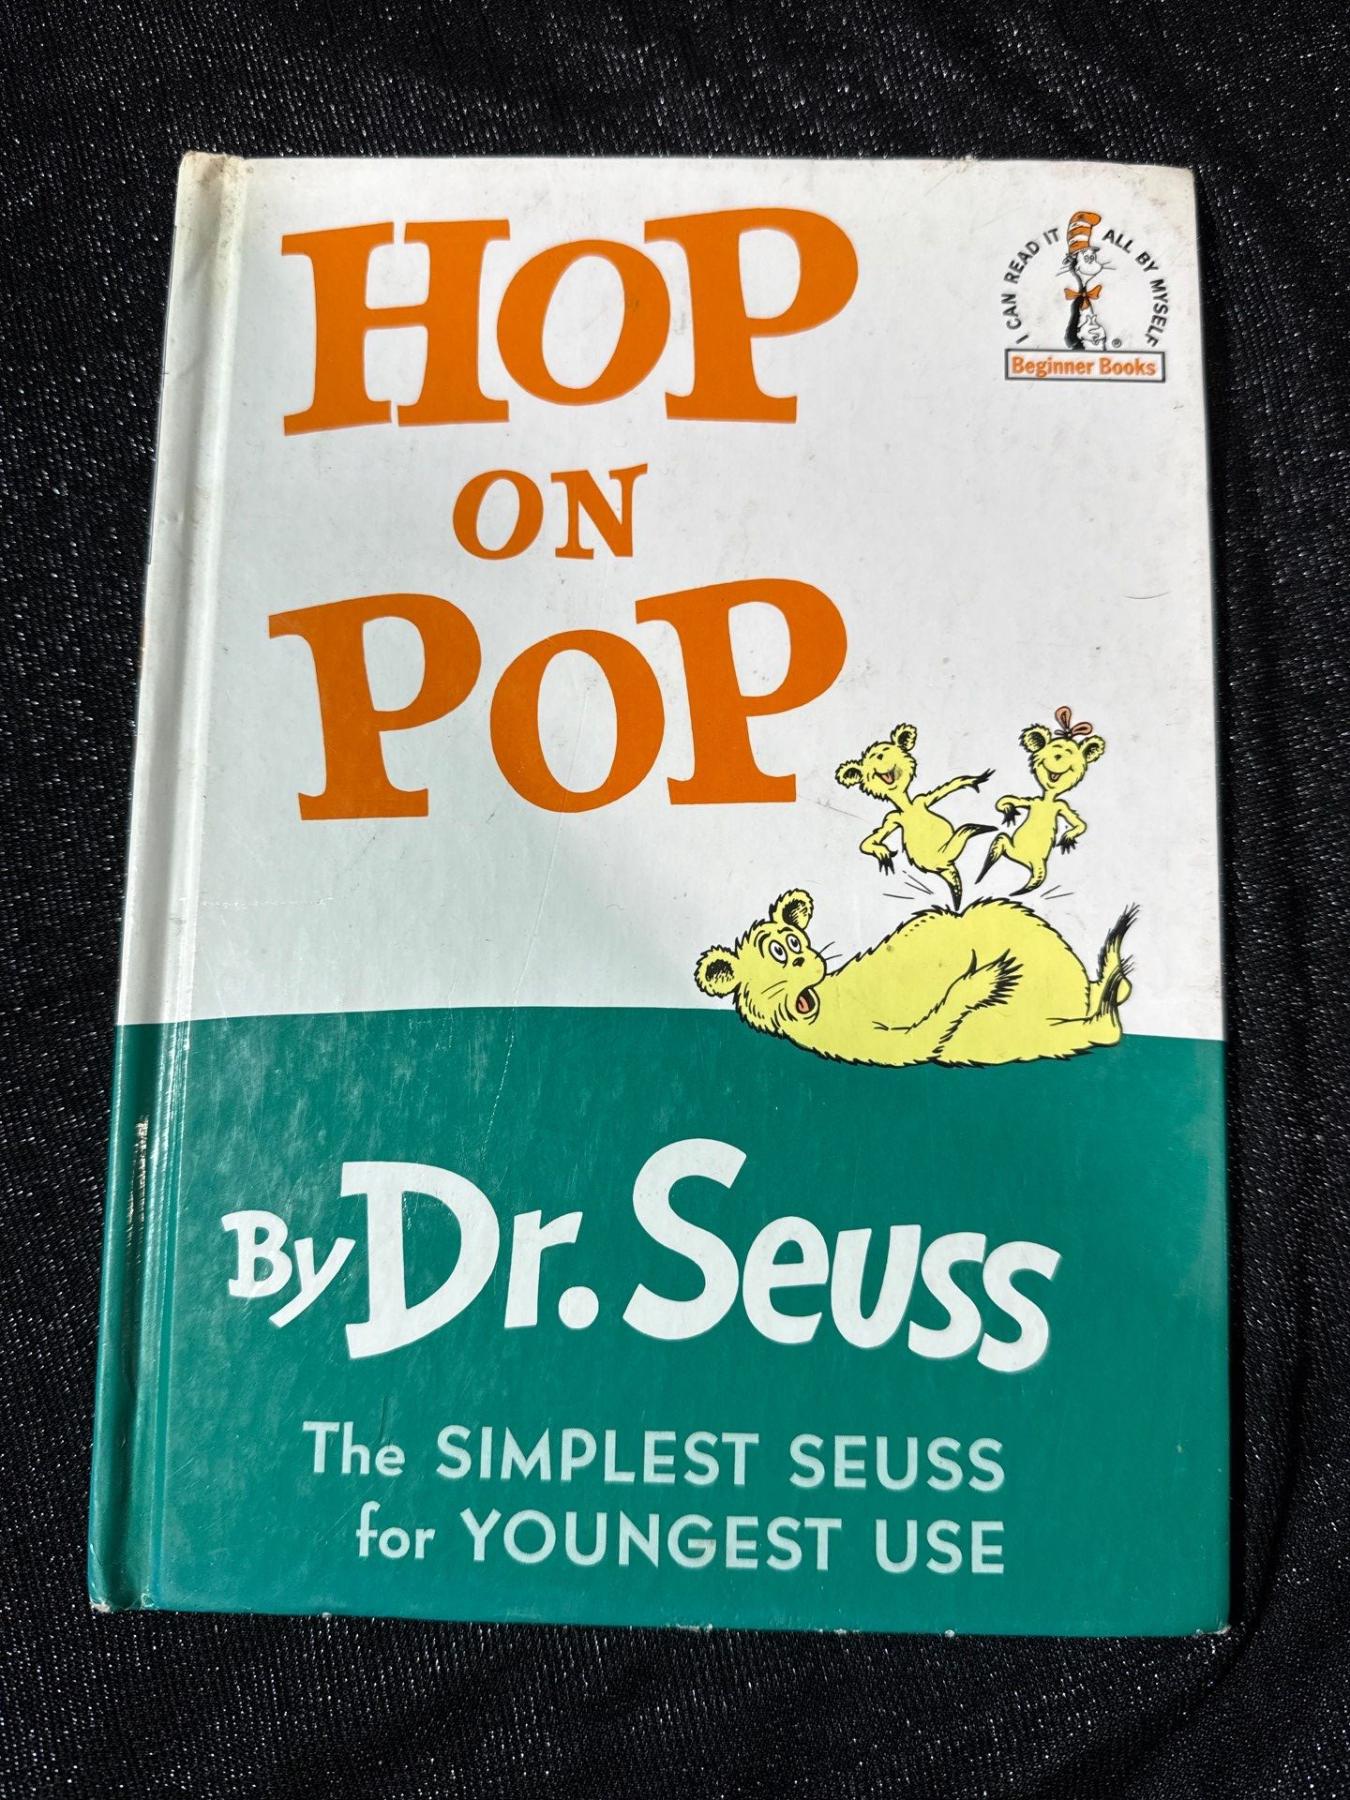 HOP
ON
POP
I CAN READ IT ALL BY MYSELF
®
Beginner Books
By Dr. Seuss
The SIMPLEST SEUSS
for YOUNGEST USE